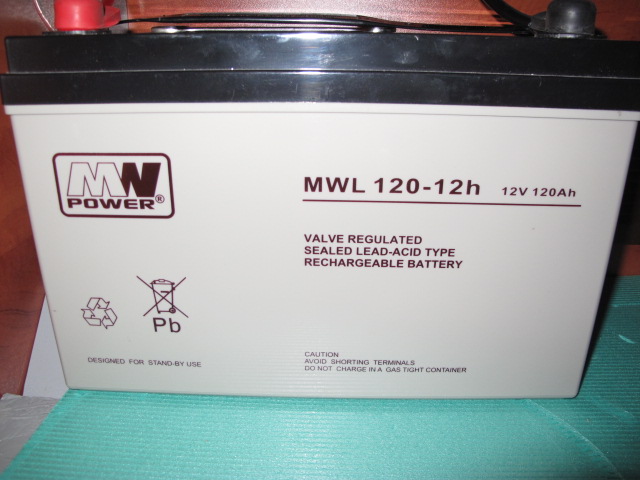 MW
POWER®
MWL 120-12h 12V 120Ah
VALVE REGULATED
SEALED LEAD-ACID TYPE
RECHARGEABLE BATTERY
Pb
DESIGNED FOR STAND-BY USE
CAUTION
AVOID SHORTING TERMINALS
DO NOT CHARGE IN A GAS TIGHT CONTAINER